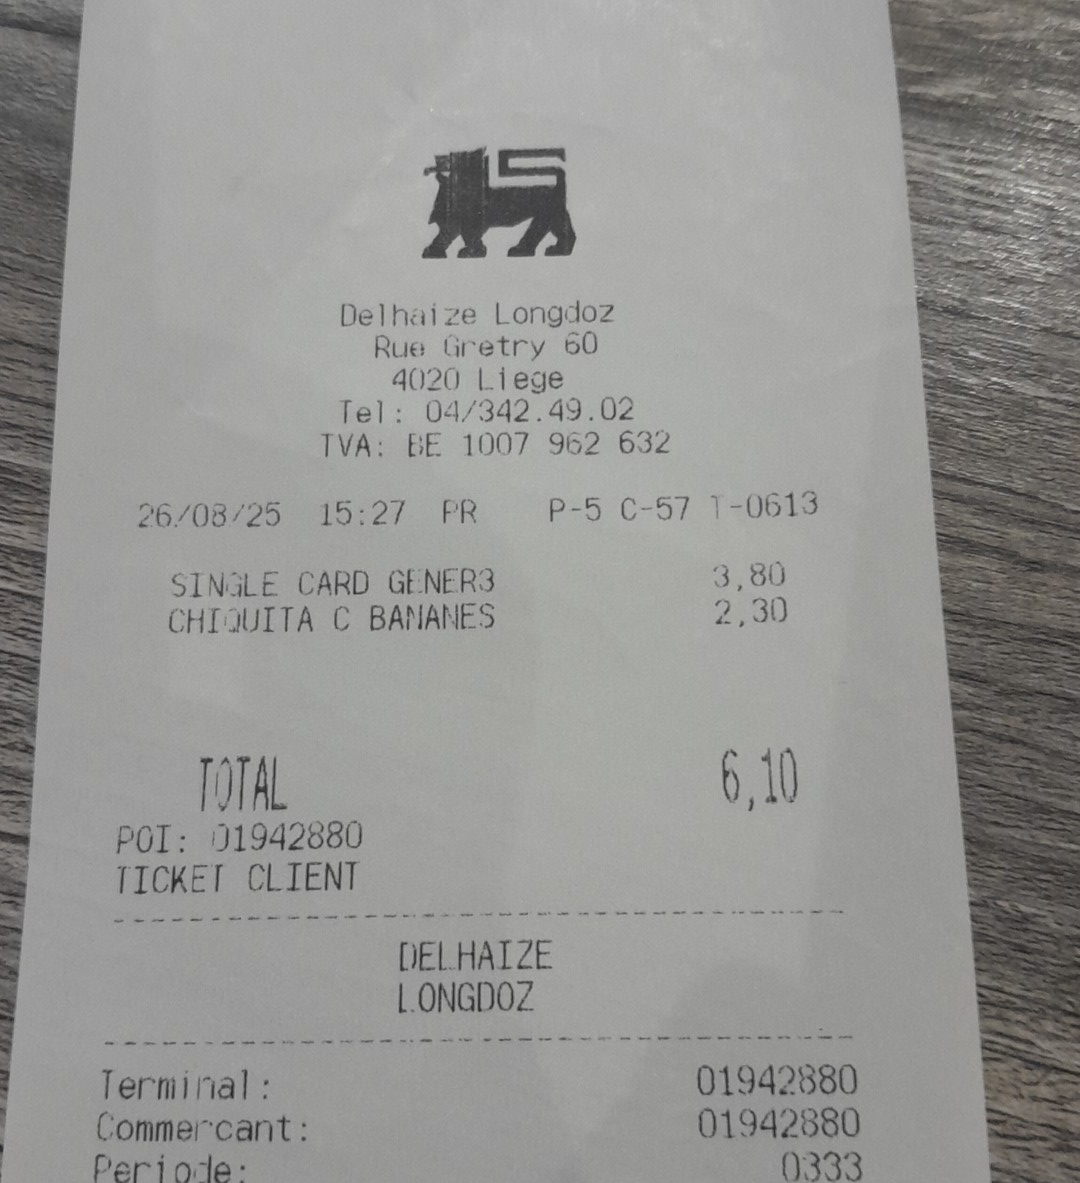 Delhaize Longdoz
Rue Gretry 60
4020 Liege
Tel: 04/342.49.02
TVA: BE 1007 962 632
26/08/25 15:27 PR P-5 C-57 T-0613
SINGLE CARD GENER3 3,80
CHIQUITA C BANANES 2,30
TOTAL 6,10
POI: 01942880
TICKET CLIENT
DELHAIZE
LONGDOZ
Terminal: 01942880
Commercant: 01942880
Periode: 0333